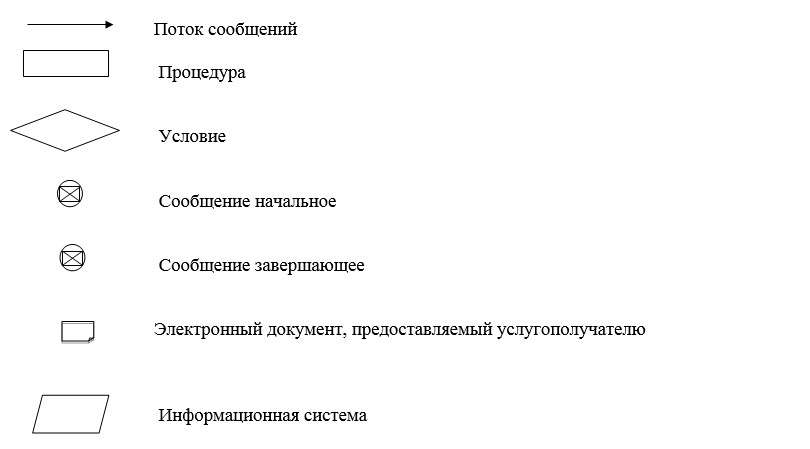 Поток сообщений
Процедура
Условие
Сообщение начальное
Сообщение завершающее
Электронный документ, предоставляемый услугополучателю
Информационная система